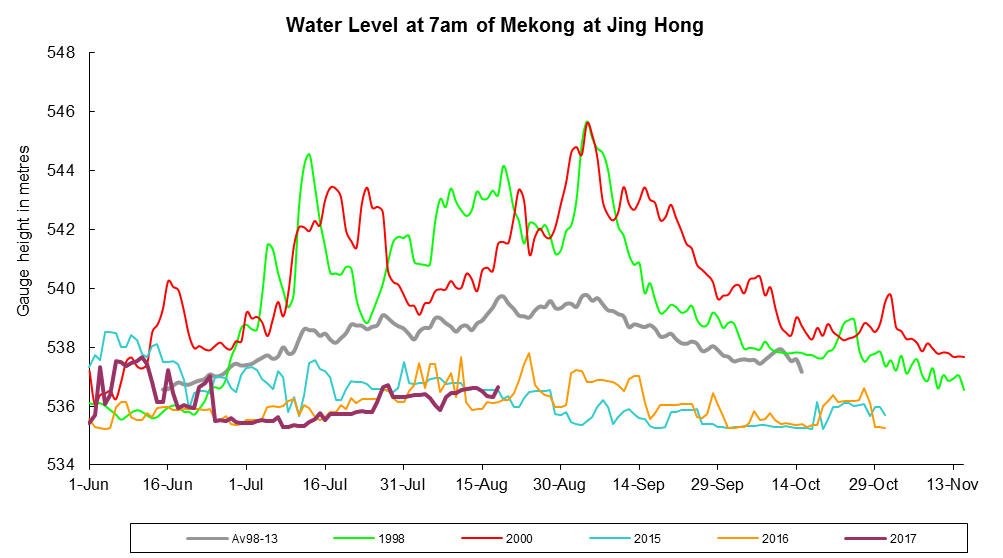 Water Level at 7am of Mekong at Jing Hong
Gauge height in metres
548
546
544
542
540
538
536
534
1-Jun 16-Jun 1-Jul 16-Jul 31-Jul 15-Aug 30-Aug 14-Sep 29-Sep 14-Oct 29-Oct 13-Nov
Av98-13 1998 2000 2015 2016 2017